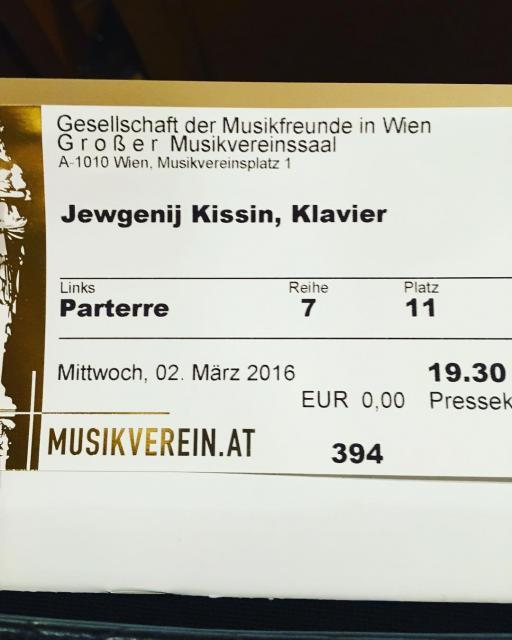 Gesellschaft der Musikfreunde in Wien
Großer Musikvereinssaal
A-1010 Wien, Musikvereinsplatz 1
Jewgenij Kissin, Klavier
Links Reihe Platz
Parterre 7 11
Mittwoch, 02. März 2016 19.30
EUR 0,00 Pressek
MUSIKVEREIN.AT 394